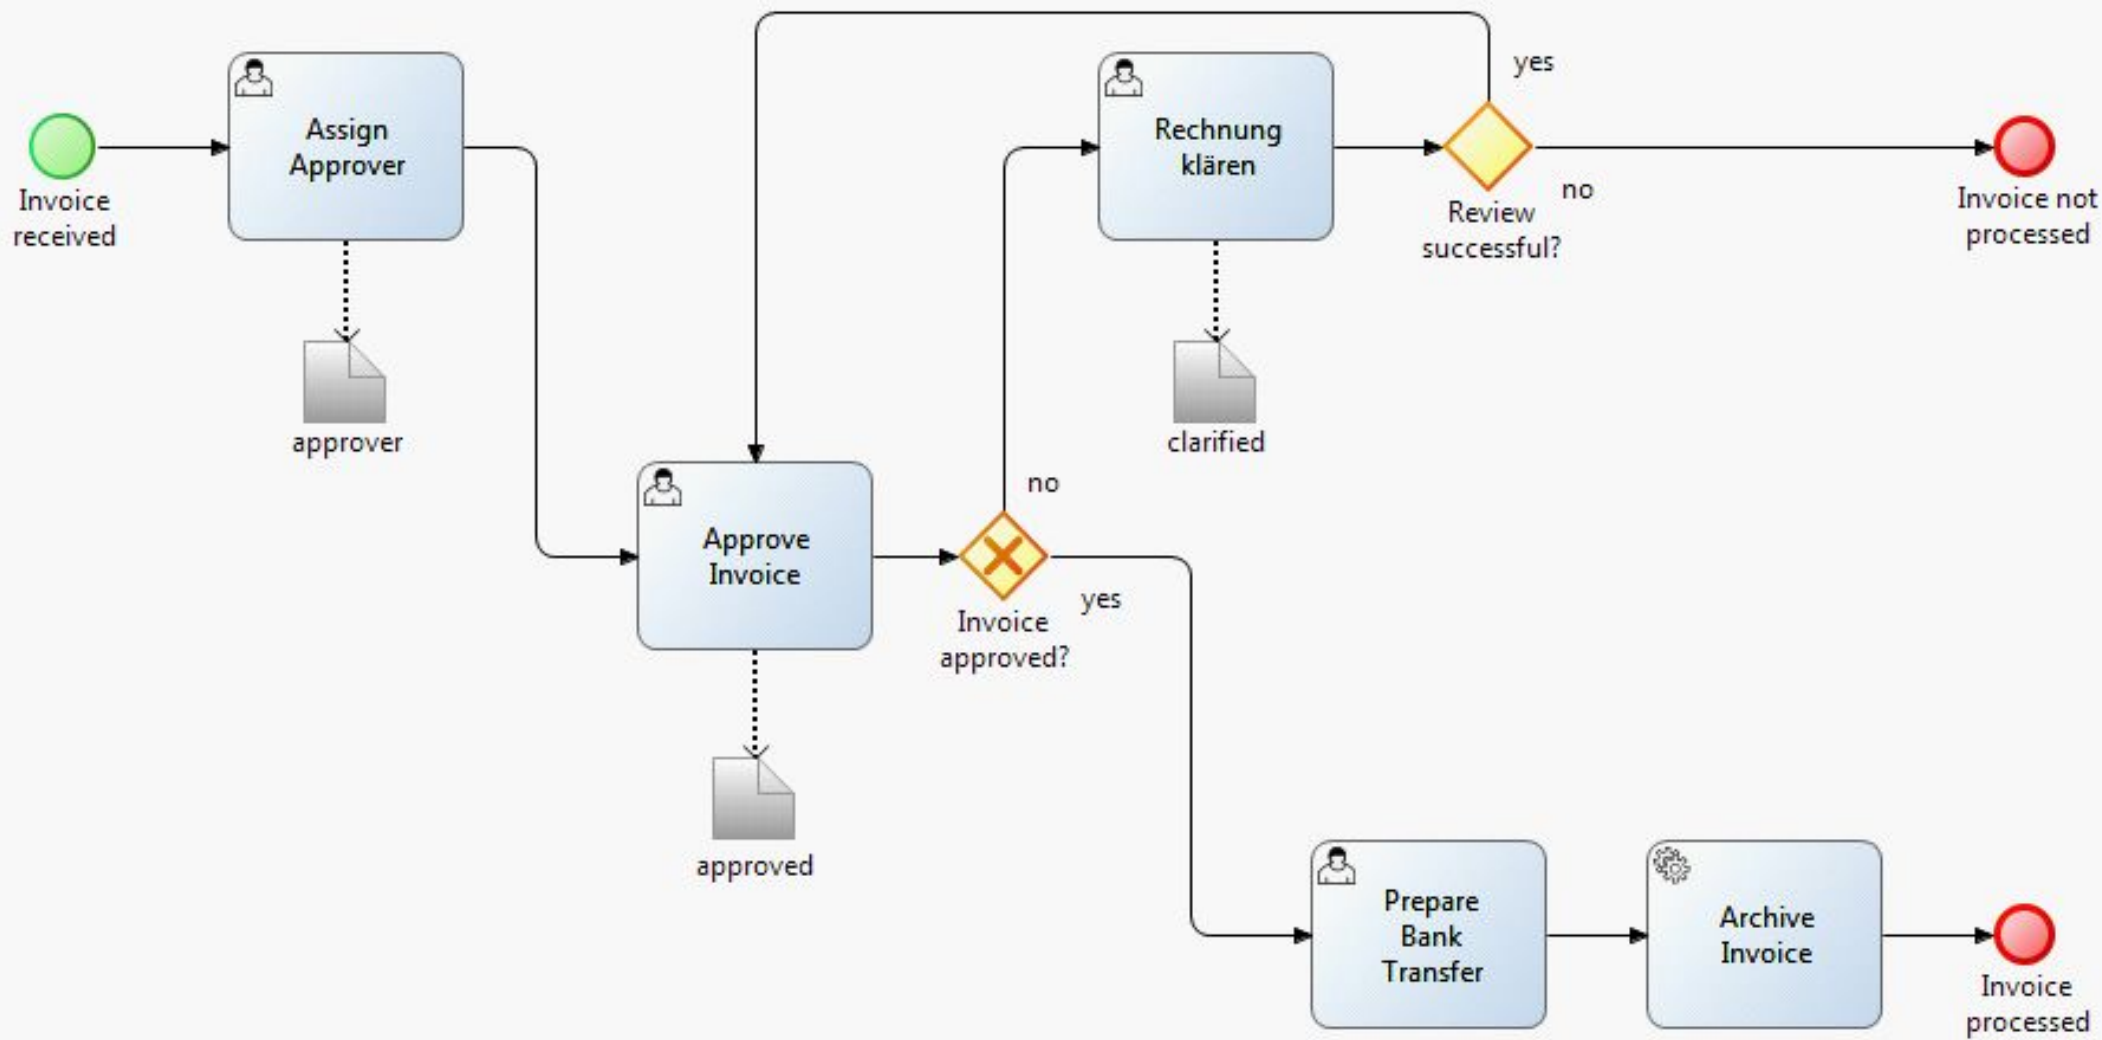 yes
Assign
Approver
Rechnung
klären
Invoice
received
no
Review
successful?
Invoice not
processed
approver
clarified
no
Approve
Invoice
yes
Invoice
approved?
approved
Prepare
Bank
Transfer
Archive
Invoice
Invoice
processed